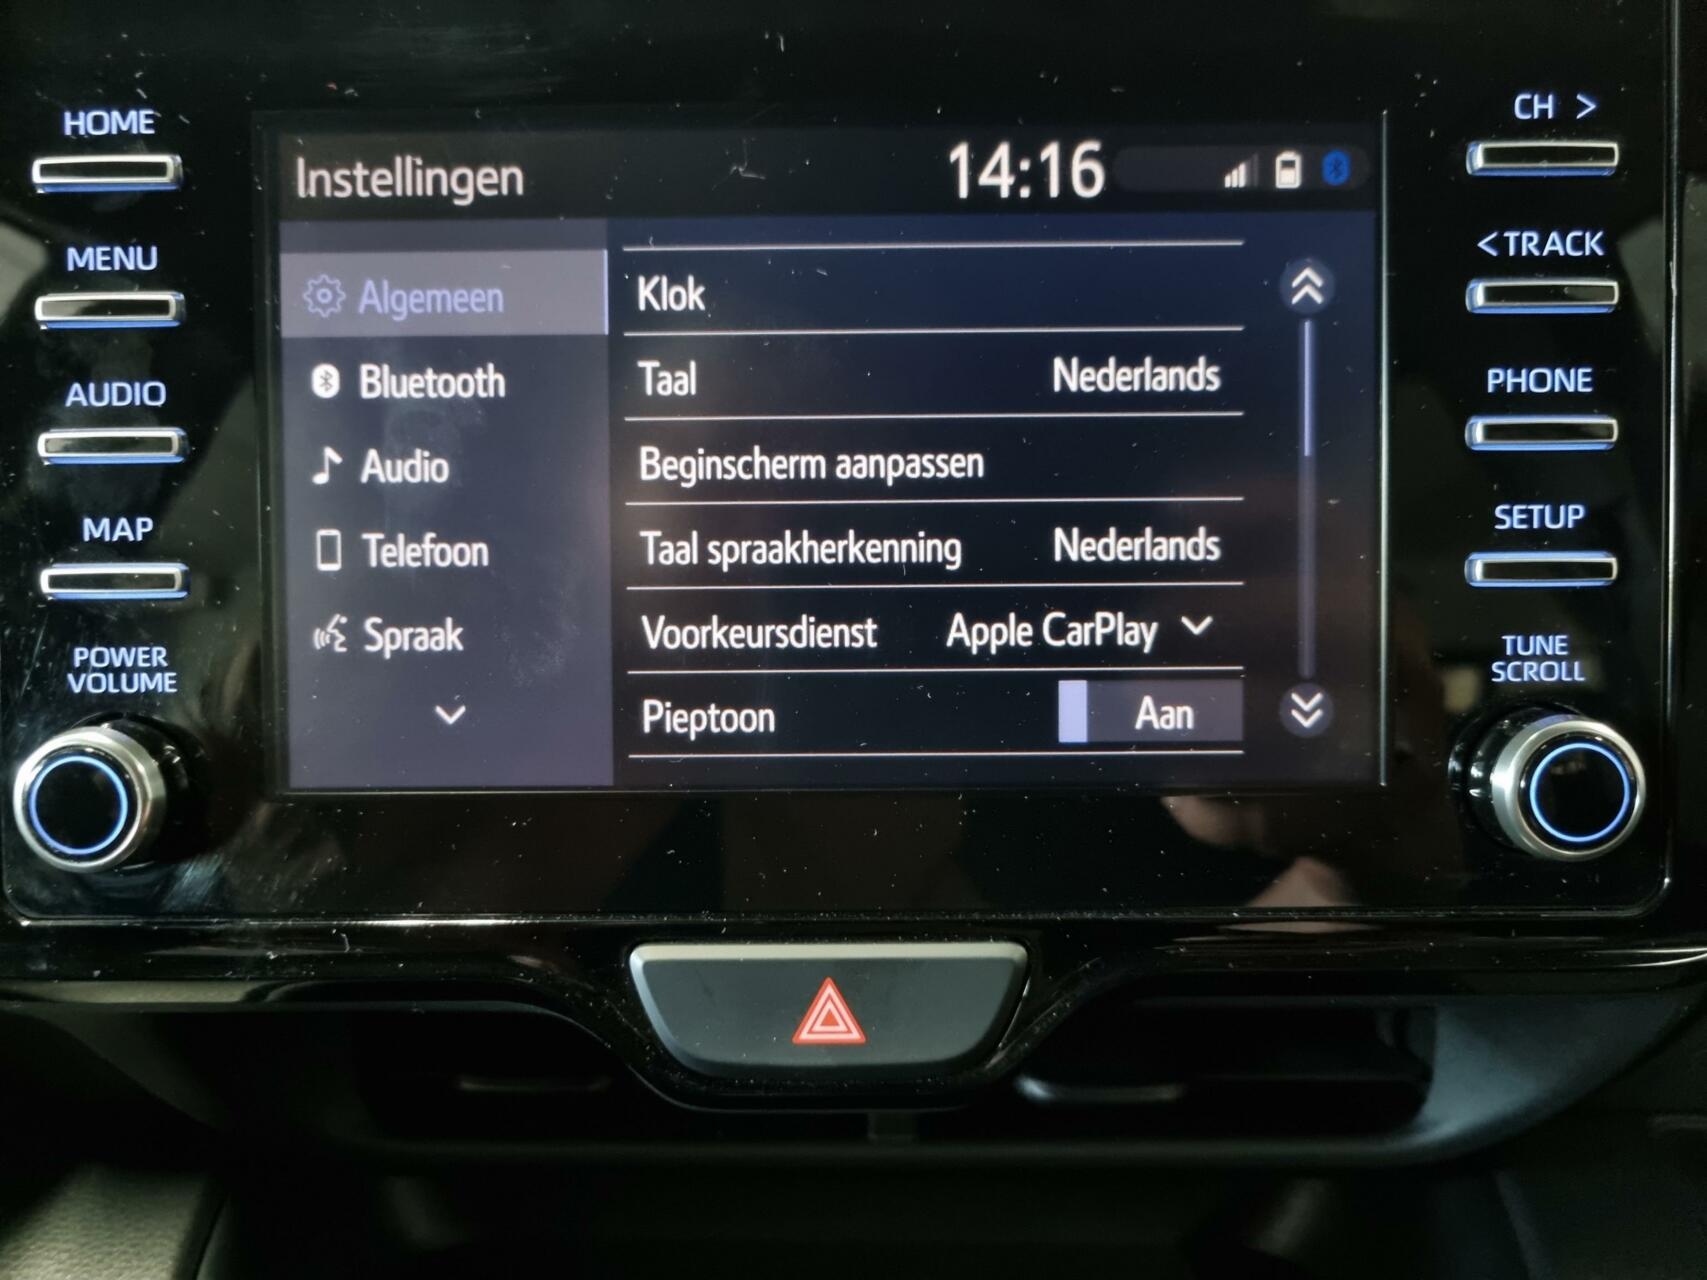 HOME
MENU
AUDIO
MAP
POWER
VOLUME
Instellingen
14:16
Algemeen
Bluetooth
Audio
Telefoon
Spraak
Klok
Taal Nederlands
Beginscherm aanpassen
Taal spraakherkenning Nederlands
Voorkeursdienst Apple CarPlay
Pieptoon Aan
CH >
< TRACK
PHONE
SETUP
TUNE
SCROLL